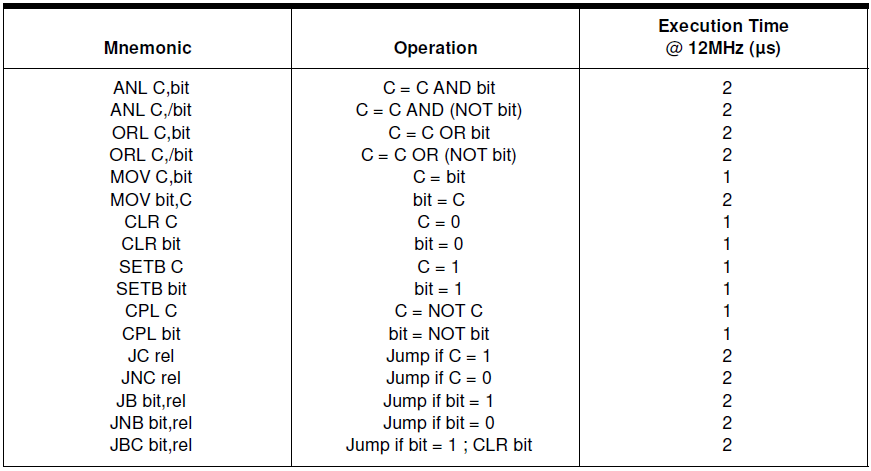 Mnemonic Operation Execution Time @ 12MHz (μs)
ANL C,bit C = C AND bit 2
ANL C,/bit C = C AND (NOT bit) 2
ORL C,bit C = C OR bit 2
ORL C,/bit C = C OR (NOT bit) 2
MOV C,bit C = bit 1
MOV bit,C bit = C 2
CLR C C = 0 1
CLR bit bit = 0 1
SETB C C = 1 1
SETB bit bit = 1 1
CPL C C = NOT C 1
CPL bit bit = NOT bit 1
JC rel Jump if C = 1 2
JNC rel Jump if C = 0 2
JB bit,rel Jump if bit = 1 2
JNB bit,rel Jump if bit = 0 2
JBC bit,rel Jump if bit = 1 ; CLR bit 2